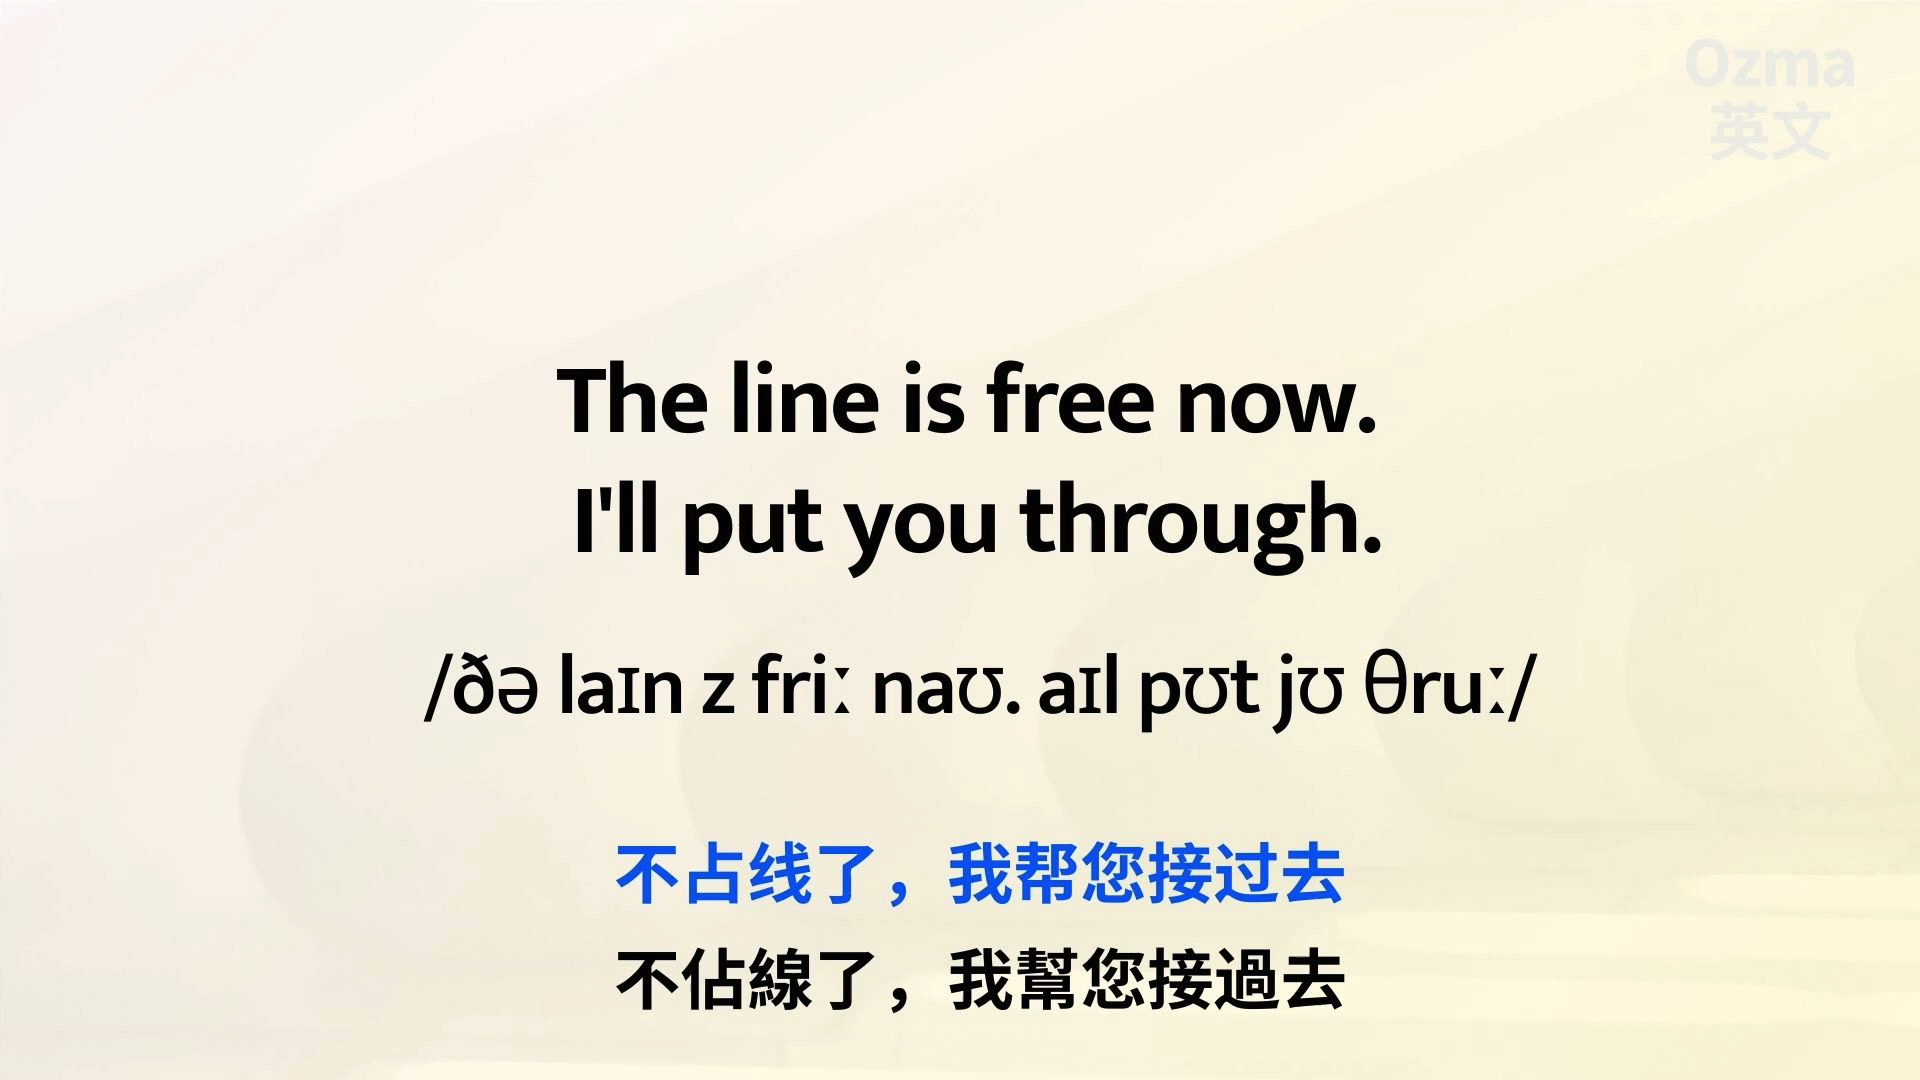 Ozma
英文
The line is free now.
I'll put you through.
/ðə laɪn z friː naʊ. aɪl pʊt jʊ θruː/
不占线了，我帮您接过去
不佔線了，我幫您接過去